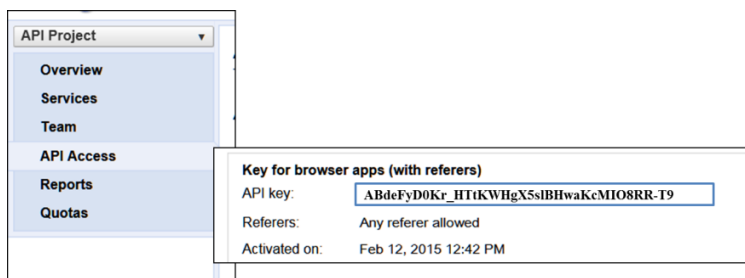 API Project
Overview
Services
Team
API Access
Reports
Quotas
Key for browser apps (with referers)
API key: ABdeFyD0Kr_HTtKWHgX5slBHwaKcMIO8RR-T9
Referers: Any referer allowed
Activated on: Feb 12, 2015 12:42 PM